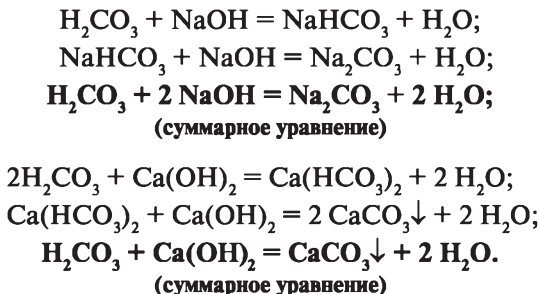 H₂CO₃ + NaOH = NaHCO₃ + H₂O;
NaHCO₃ + NaOH = Na₂CO₃ + H₂O;
H₂CO₃ + 2 NaOH = Na₂CO₃ + 2 H₂O;
(суммарное уравнение)
2H₂CO₃ + Ca(OH)₂ = Ca(HCO₃)₂ + 2 H₂O;
Ca(HCO₃)₂ + Ca(OH)₂ = 2 CaCO₃↓ + 2 H₂O;
H₂CO₃ + Ca(OH)₂ = CaCO₃↓ + 2 H₂O.
(суммарное уравнение)